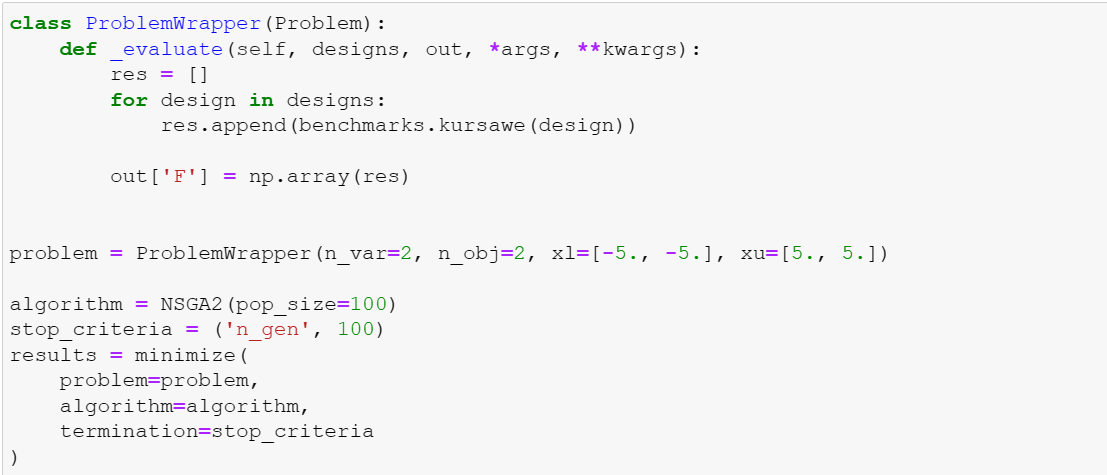 class ProblemWrapper(Problem):
    def _evaluate(self, designs, out, *args, **kwargs):
        res = []
        for design in designs:
            res.append(benchmarks.kursawe(design))
        out['F'] = np.array(res)
problem = ProblemWrapper(n_var=2, n_obj=2, xl=[-5., -5.], xu=[5., 5.])
algorithm = NSGA2(pop_size=100)
stop_criteria = ('n_gen', 100)
results = minimize(
    problem=problem,
    algorithm=algorithm,
    termination=stop_criteria
)